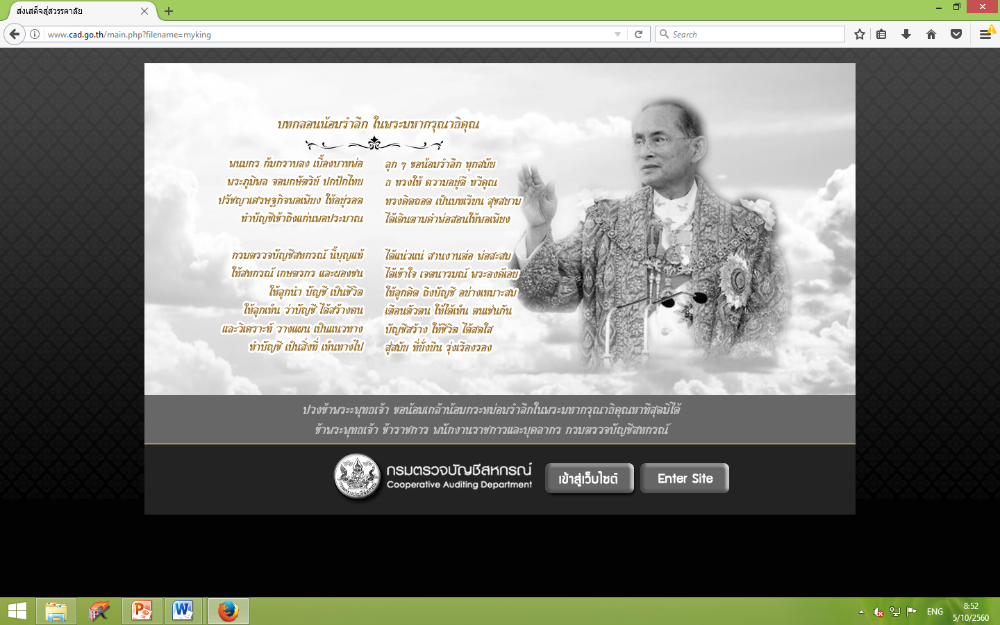 ส่งเสด็จสู่สวรรคาลัย
www.cad.go.th/main.php?filename=myking
Search
บทกลอนน้อมรำลึก ในพระมหากรุณาธิคุณ
พนมกร ก้มกราบลง เบื้องบาทพ่อ ลูก ๆ ขอน้อมรำลึก ทุกสมัย
พระภูมิพล จอมกษัตริย์ ปกปักไทย ธ ทรงให้ ความอยู่ดี ทวีคูณ
ปรัชญาเศรษฐกิจพอเพียง ให้อยู่รอด ทรงคิดถอด เป็นบทเรียน สุขสยาม
ทำบัญชีเข้าถึงแก่นพอประมาณ ได้เดินตามคำพ่อสอนให้พอเพียง
กรมตรวจบัญชีสหกรณ์ นี้บุญแท้ ได้แน่วแน่ สานงานต่อ พ่อสะสม
ให้สหกรณ์ เกษตรกร และผองชน ได้เข้าใจ เจตนารมณ์ พระองค์เอย
ให้ลูกนำ บัญชี เป็นชีวิต ให้ลูกคิด ถึงบัญชี อย่างเหมาะสม
ให้ลูกเห็น ว่าบัญชี ได้สร้างคน เตือนตัวตน ให้ได้เห็น ตนเช่นกัน
และวิเคราะห์ วางแผน เป็นแนวทาง บัญชีสร้าง ให้ชีวิต ได้สดใส
ทำบัญชี เป็นสิ่งที่ เห็นทางไป สู่สมัย ที่ยั่งยืน รุ่งเรืองรอง
ปวงข้าพระะพุทธเจ้า ขอน้อมเกล้าน้อมกระหม่อมรำลึกในพระมหากรุณาธิคุณหาที่สุดมิได้
ข้าพระพุทธเจ้า ข้าราชการ พนักงานราชการและบุคลากร กรมตรวจบัญชีสหกรณ์
กรมตรวจบัญชีสหกรณ์
Cooperative Auditing Department
เข้าสู่เว็บไซต์ Enter Site
ENG
8:52
5/10/2560